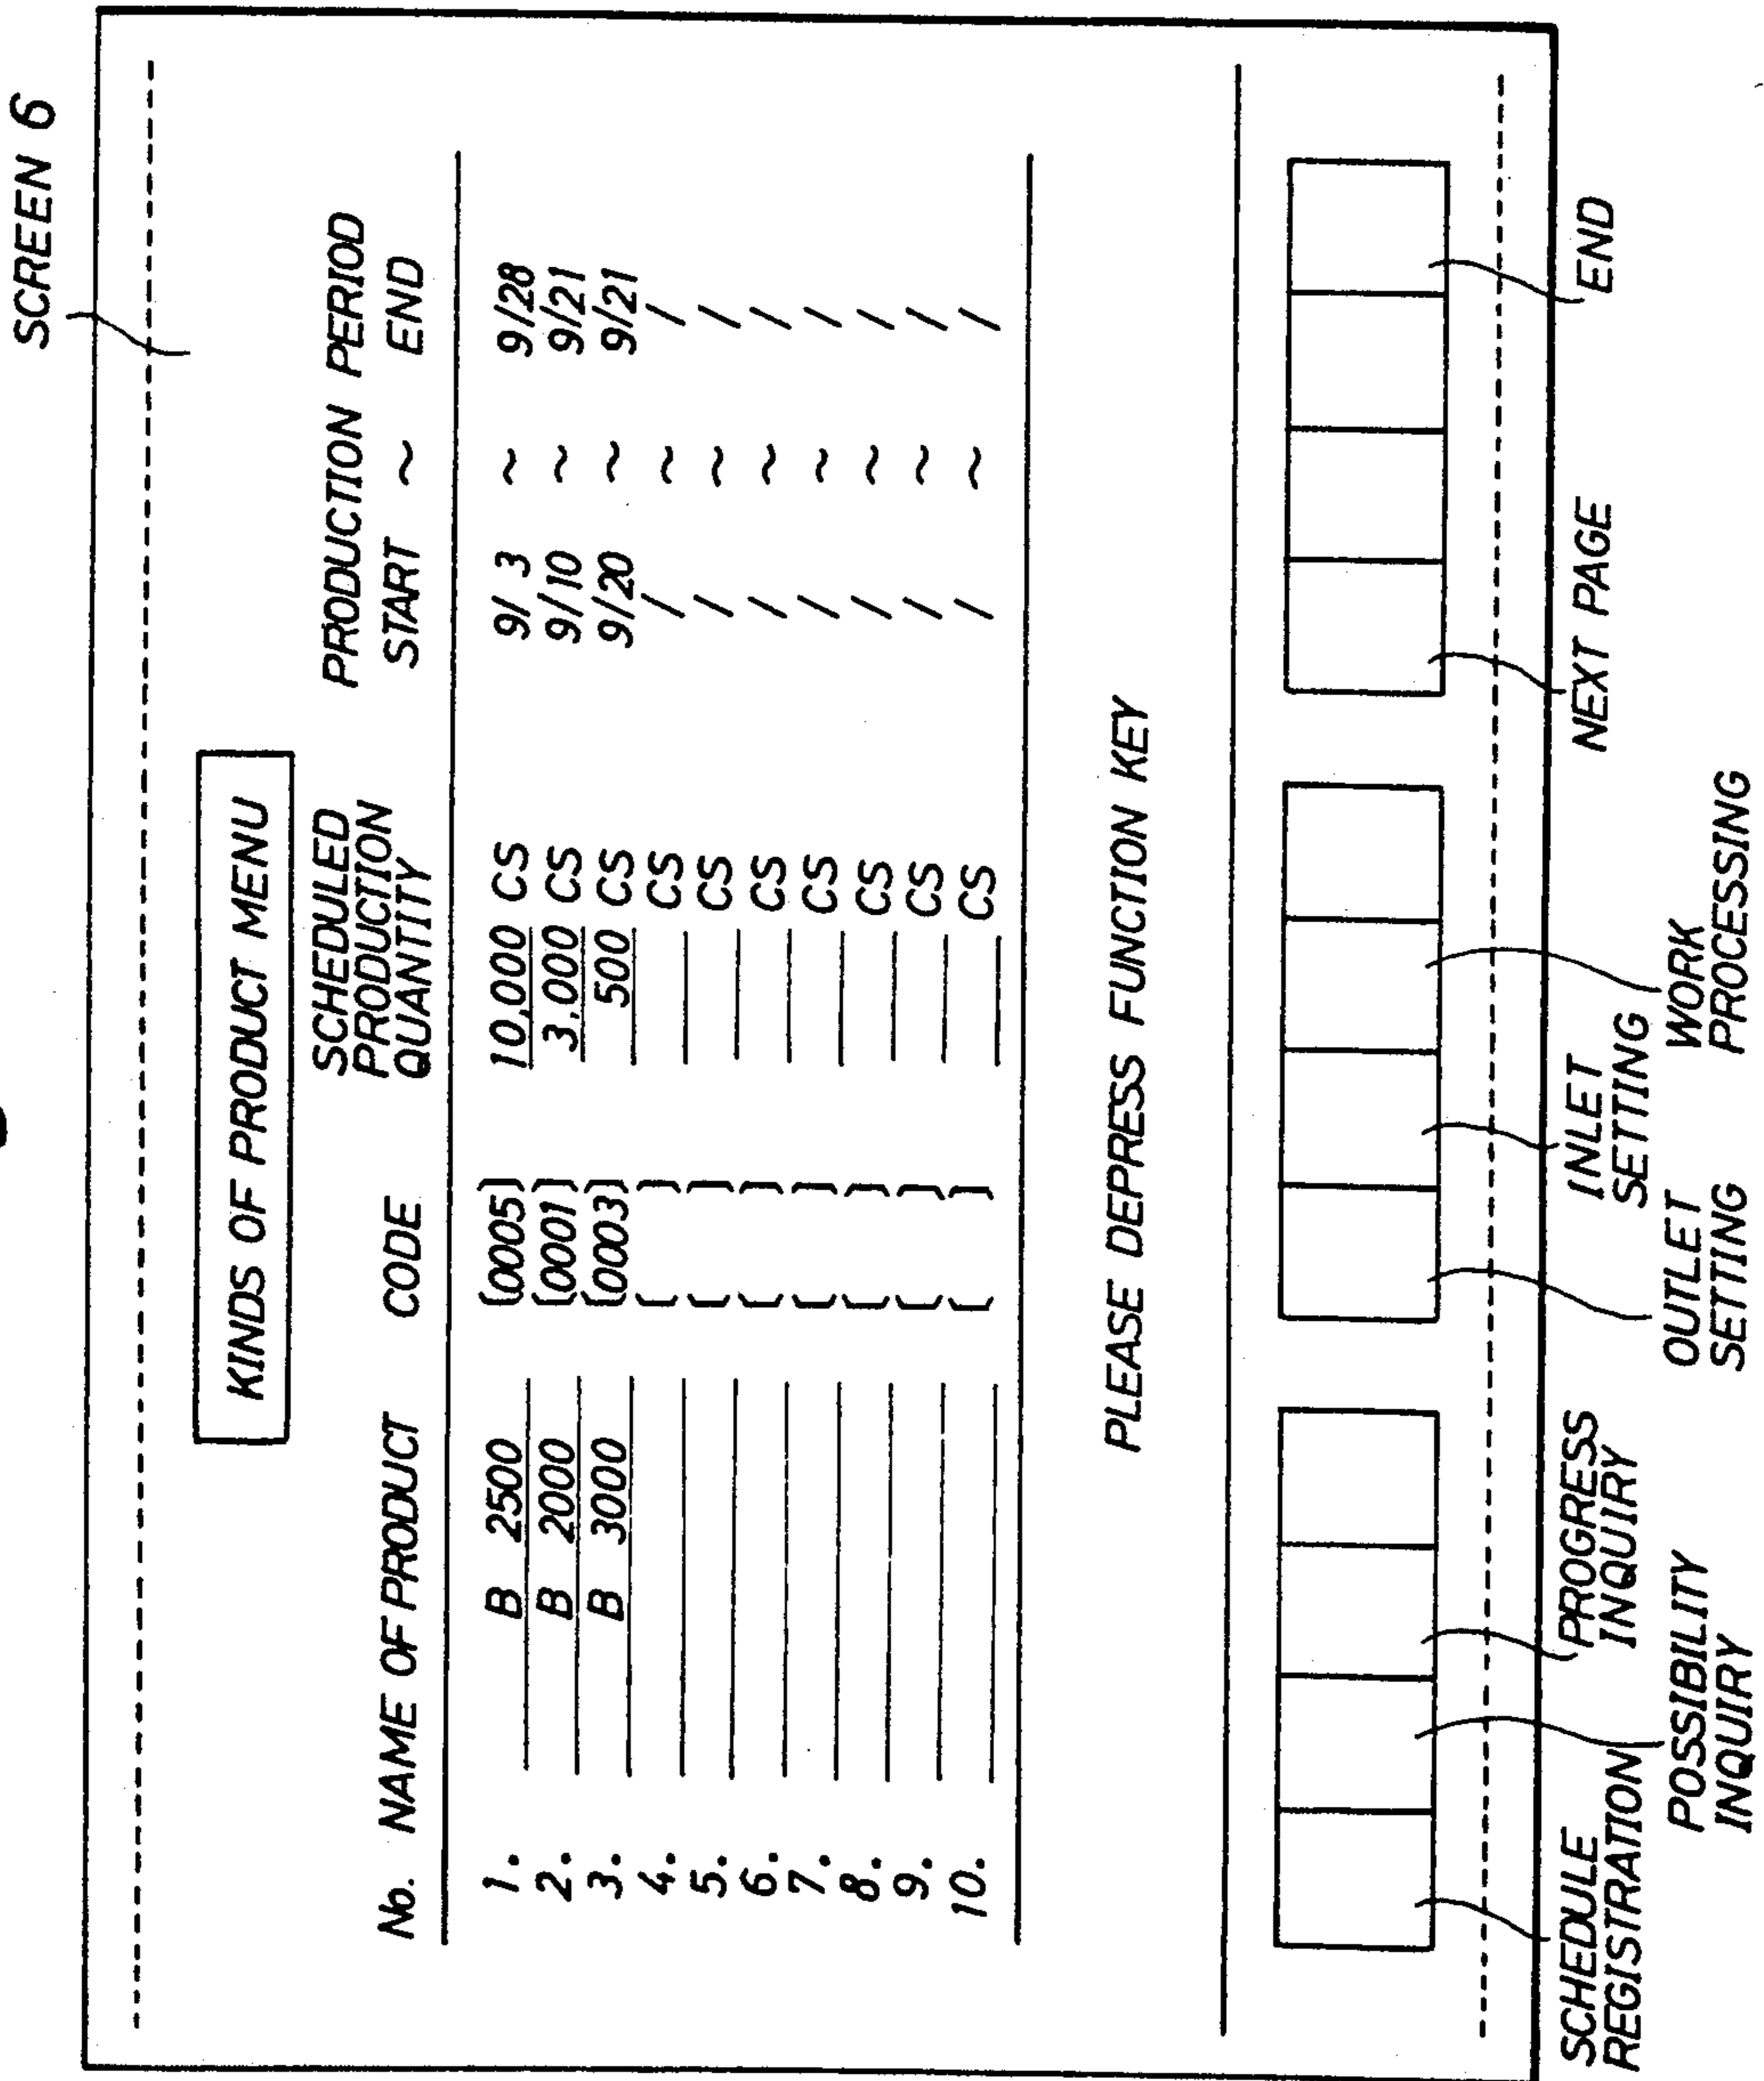 SCREEN 6
KINDS OF PRODUCT MENU
No. NAME OF PRODUCT CODE SCHEDULED PRODUCTION QUANTITY PRODUCTION PERIOD START ~ END
1. B 2500 (0005) 10,000 CS 9/ 3 ~ 9/28
2. B 2000 (0001) 3,000 CS 9/10 ~ 9/21
3. B 3000 (0003) 500 CS 9/20 ~ 9/21
4. ( ) CS / ~ /
5. ( ) CS / ~ /
6. ( ) CS / ~ /
7. ( ) CS / ~ /
8. ( ) CS / ~ /
9. ( ) CS / ~ /
10. ( ) CS / ~ /
PLEASE DEPRESS FUNCTION KEY
SCHEDULE
REGISTRATION
POSSIBILITY
INQUIRY
PROGRESS
INQUIRY
OUTLET
SETTING
INLET
SETTING
WORK
PROCESSING
NEXT PAGE
END